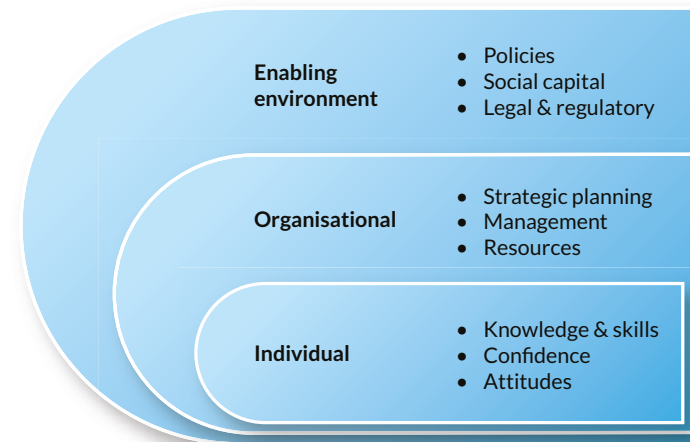 Enabling
environment
• Policies
• Social capital
• Legal & regulatory
Organisational
• Strategic planning
• Management
• Resources
Individual
• Knowledge & skills
• Confidence
• Attitudes